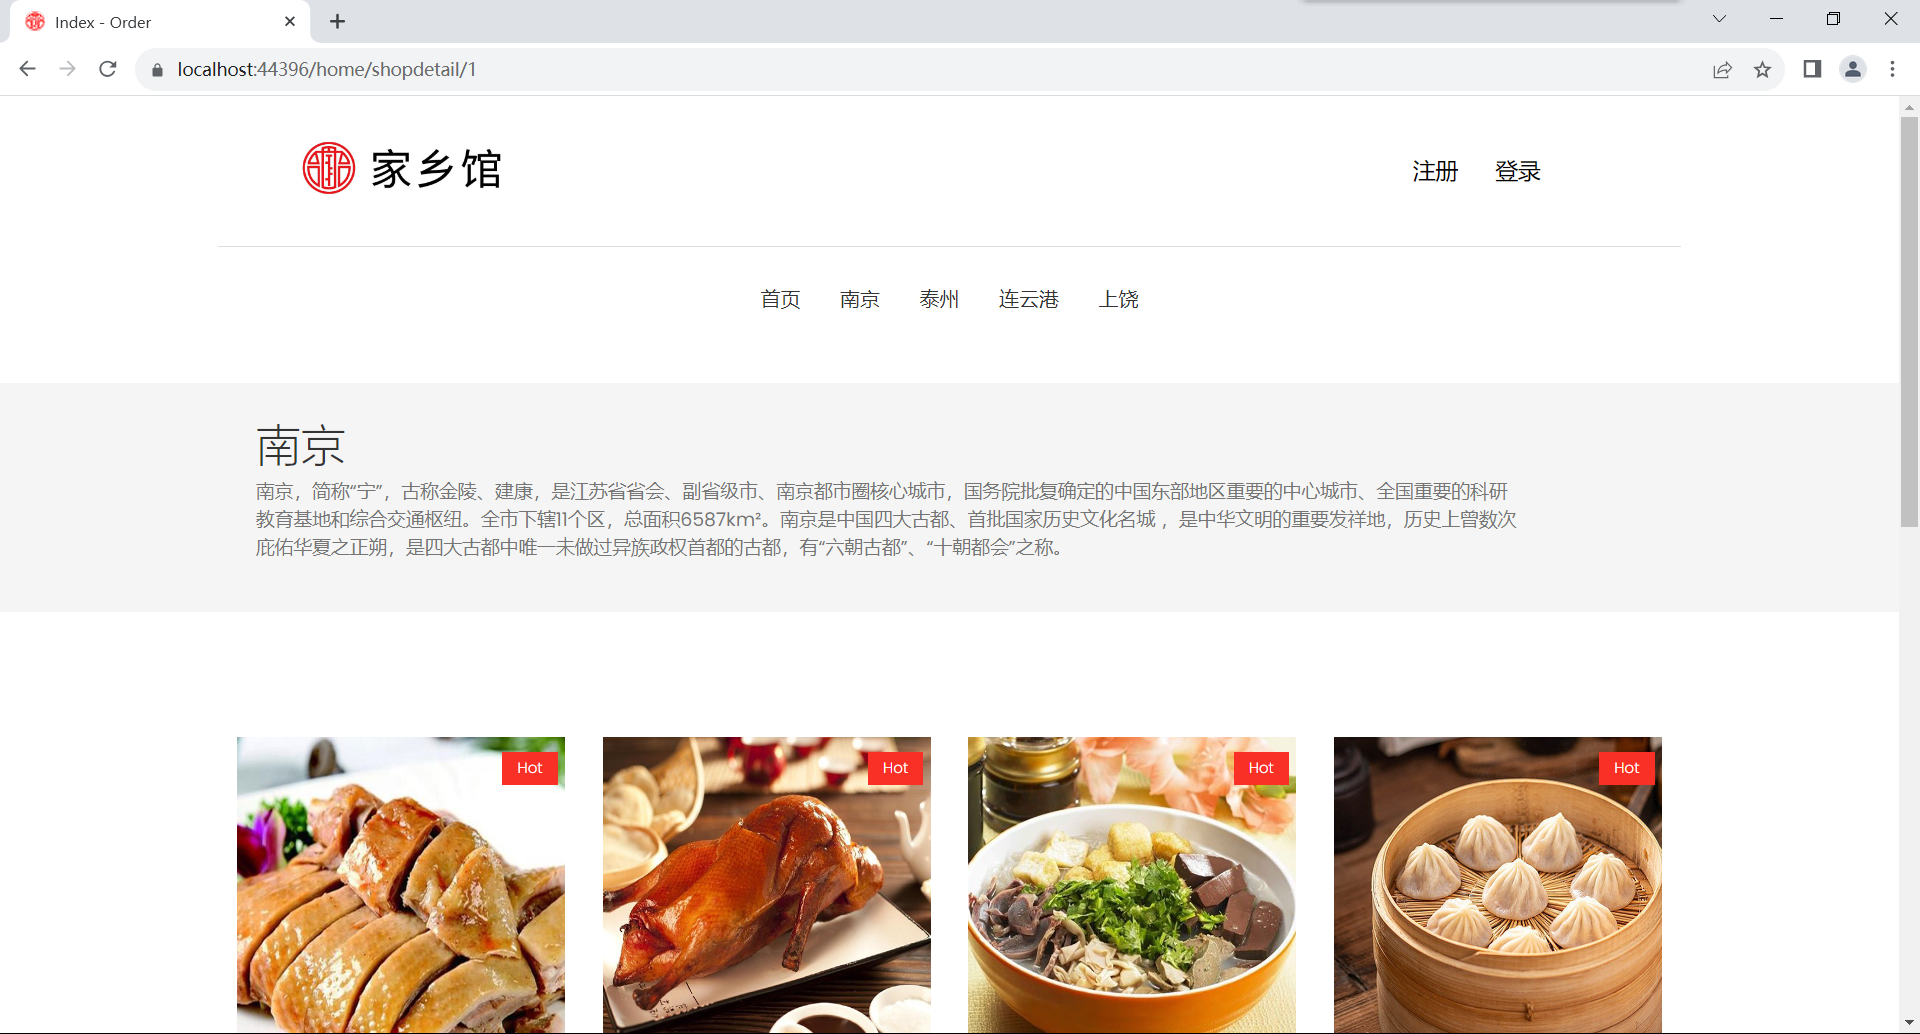 Index - Order
localhost:44396/home/shopdetail/1
家乡馆
注册 登录
首页 南京 泰州 连云港 上饶
南京
南京，简称“宁”，古称金陵、建康，是江苏省省会、副省级市、南京都市圈核心城市，国务院批复确定的中国东部地区重要的中心城市、全国重要的科研
教育基地和综合交通枢纽。全市下辖11个区，总面积6587km²。南京是中国四大古都、首批国家历史文化名城 ，是中华文明的重要发祥地，历史上曾数次
庇佑华夏之正朔，是四大古都中唯一未做过异族政权首都的古都，有“六朝古都”、“十朝都会”之称。
Hot Hot Hot Hot